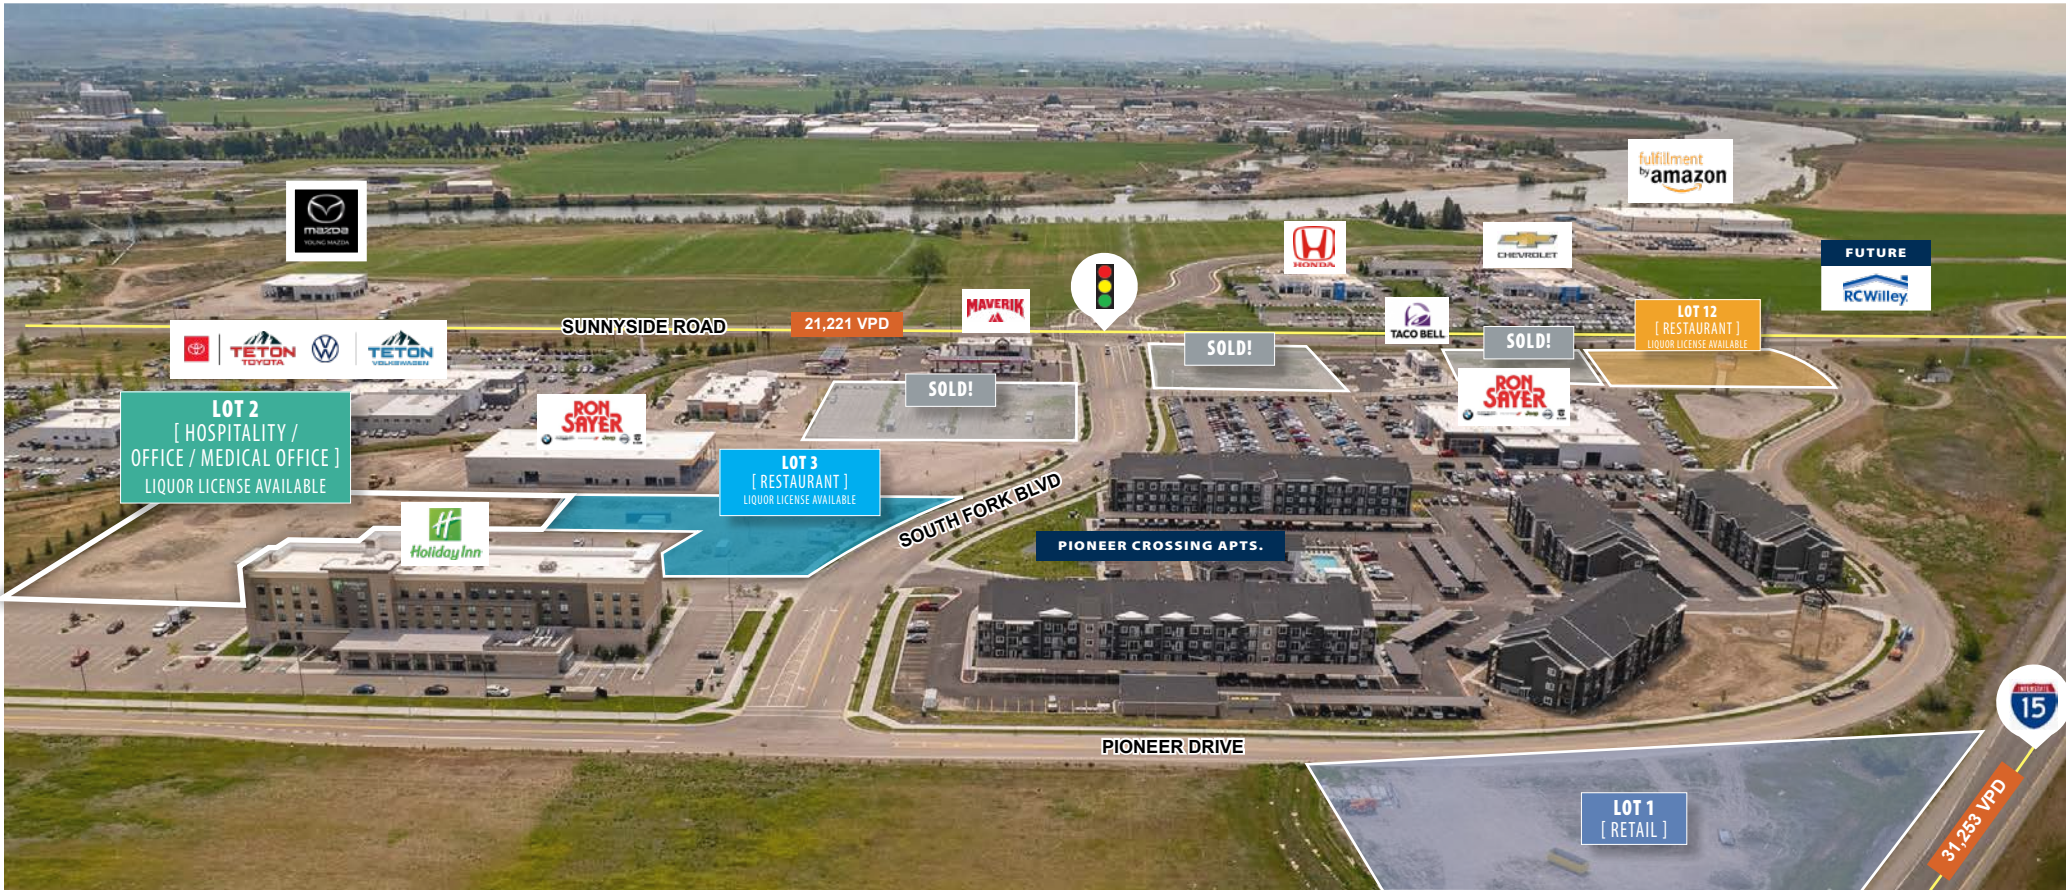 fulfillment
by amazon
mazda
YOUNG MAZDA
HONDA
CHEVROLET
FUTURE
RCWilley
MAVERIK
SUNNYSIDE ROAD
21,221 VPD
TACO BELL
LOT 12
[ RESTAURANT ]
LIQUOR LICENSE AVAILABLE
TETON
TOYOTA
TETON
VOLKSWAGEN
SOLD!
SOLD!
SOLD!
RON
SAYER
RON
SAYER
LOT 2
[ HOSPITALITY /
OFFICE / MEDICAL OFFICE ]
LIQUOR LICENSE AVAILABLE
LOT 3
[ RESTAURANT ]
LIQUOR LICENSE AVAILABLE
SOUTH FORK BLVD
H
Holiday Inn
PIONEER CROSSING APTS.
INTERSTATE
15
PIONEER DRIVE
31,253 VPD
LOT 1
[ RETAIL ]